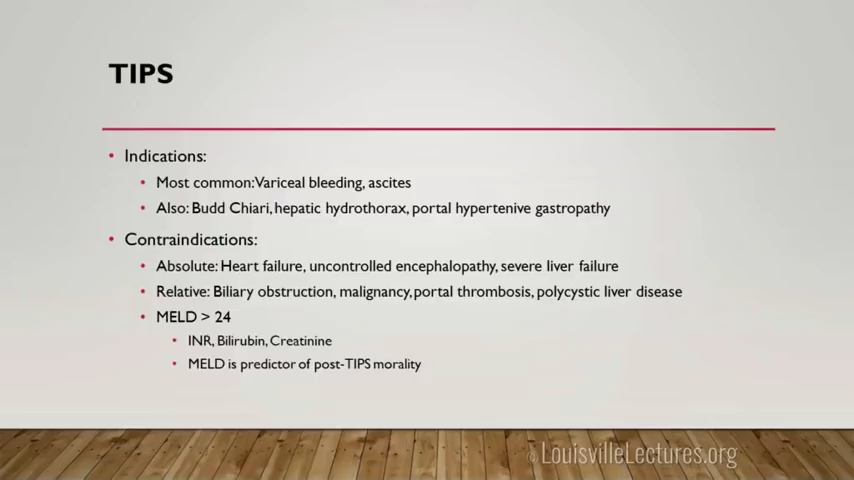 TIPS
• Indications:
• Most common: Variceal bleeding, ascites
• Also: Budd Chiari, hepatic hydrothorax, portal hypertenive gastropathy
• Contraindications:
• Absolute: Heart failure, uncontrolled encephalopathy, severe liver failure
• Relative: Biliary obstruction, malignancy, portal thrombosis, polycystic liver disease
• MELD > 24
• INR, Bilirubin, Creatinine
• MELD is predictor of post-TIPS morality
© LouisvilleLectures.org